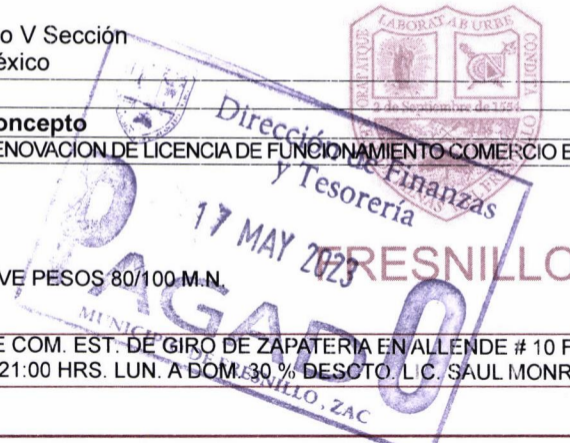 o V Sección
éxico
LABORAT AB URBE CONDITA
2 de Septiembre de 1554
oncepto
ENOVACION DE LICENCIA DE FUNCIONAMIENTO COMERCIO E
Dirección de Finanzas
y Tesorería
17 MAY 2023
FRESNILLO
VE PESOS 80/100 M.N.
PAGADO
MUNICIPIO DE FRESNILLO, ZAC
E COM. EST. DE GIRO DE ZAPATERIA EN ALLENDE # 10 F
21:00 HRS. LUN. A DOM. 30 % DESCTO. LIC. SAUL MONR